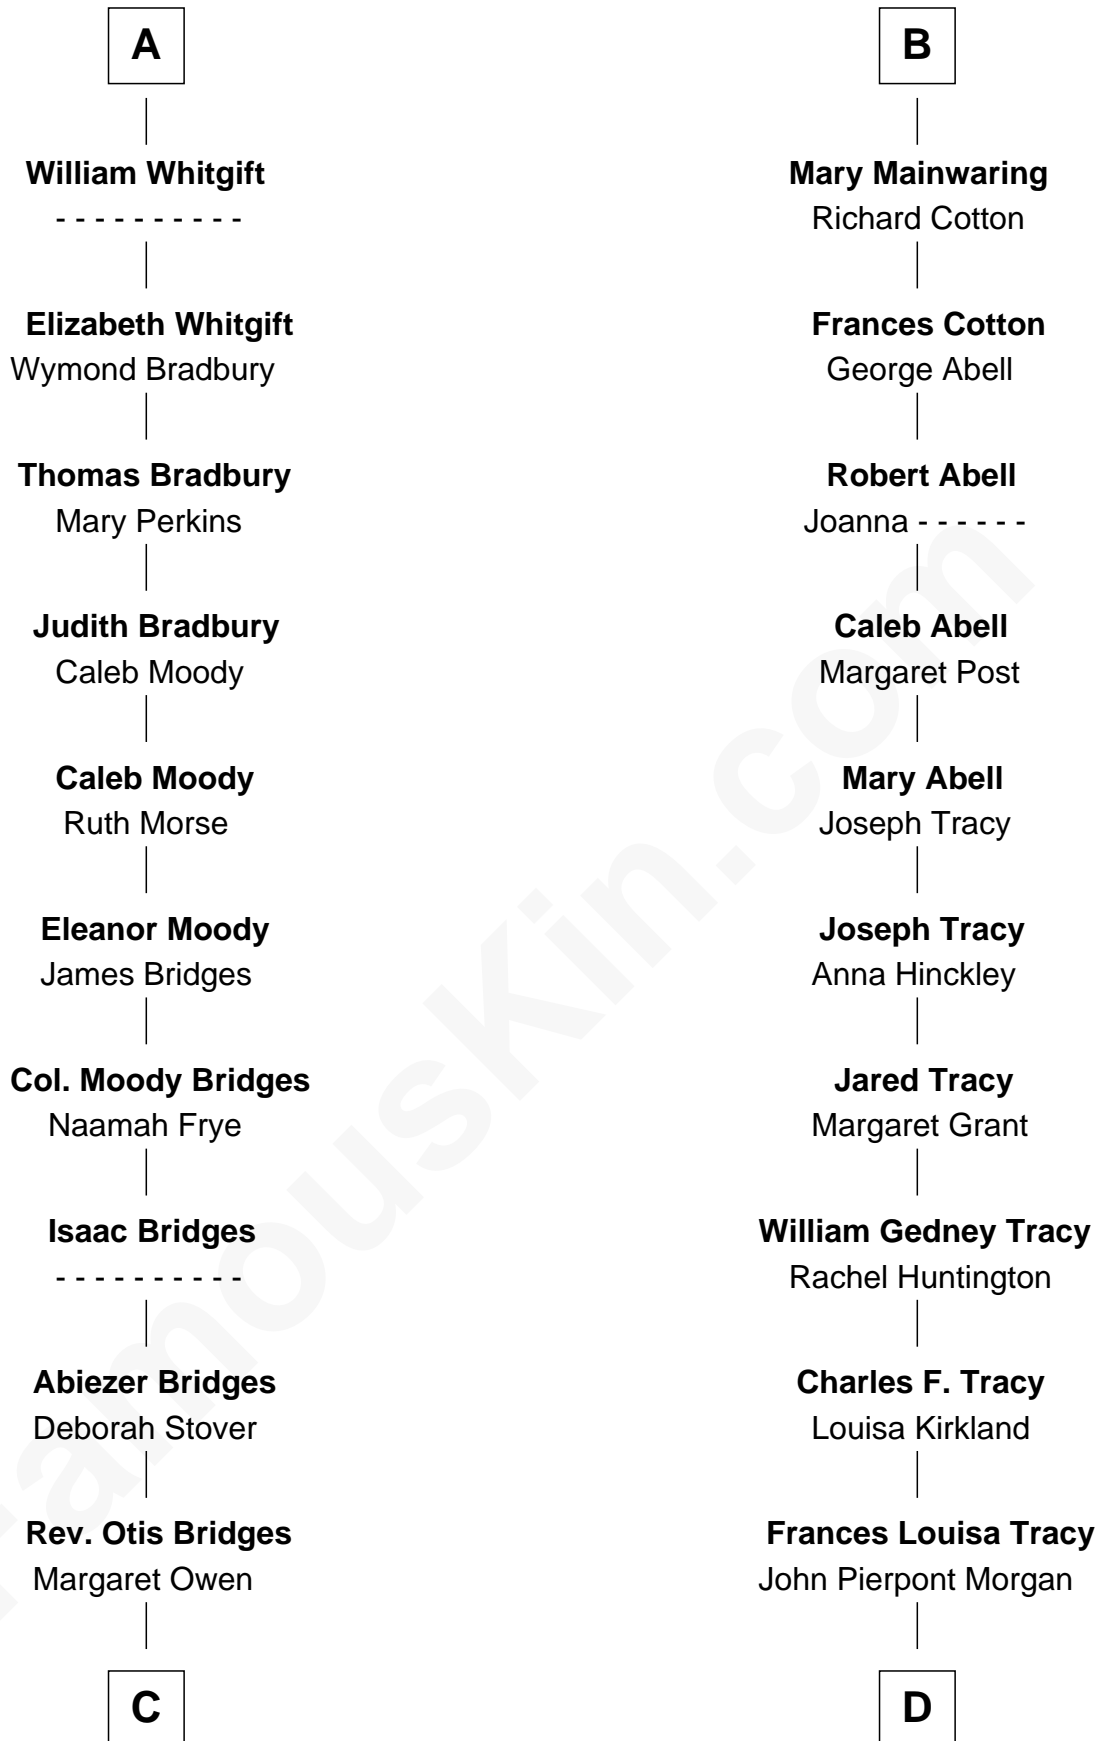 A
William Whitgift
- - - - - - - - - -
Elizabeth Whitgift
Wymond Bradbury
Thomas Bradbury
Mary Perkins
Judith Bradbury
Caleb Moody
Caleb Moody
Ruth Morse
Eleanor Moody
James Bridges
Col. Moody Bridges
Naamah Frye
Isaac Bridges
- - - - - - - - - -
Abiezer Bridges
Deborah Stover
Rev. Otis Bridges
Margaret Owen
C
B
Mary Mainwaring
Richard Cotton
Frances Cotton
George Abell
Robert Abell
Joanna - - - - - -
Caleb Abell
Margaret Post
Mary Abell
Joseph Tracy
Joseph Tracy
Anna Hinckley
Jared Tracy
Margaret Grant
William Gedney Tracy
Rachel Huntington
Charles F. Tracy
Louisa Kirkland
Frances Louisa Tracy
John Pierpont Morgan
D
FamousKin.com